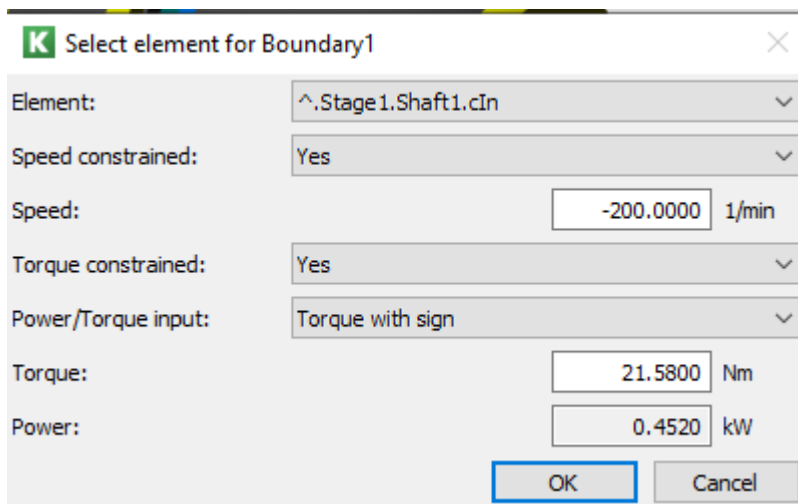 K Select element for Boundary1
Element: ^.Stage1.Shaft1.cIn
Speed constrained: Yes
Speed: -200.0000 1/min
Torque constrained: Yes
Power/Torque input: Torque with sign
Torque: 21.5800 Nm
Power: 0.4520 kW
OK Cancel